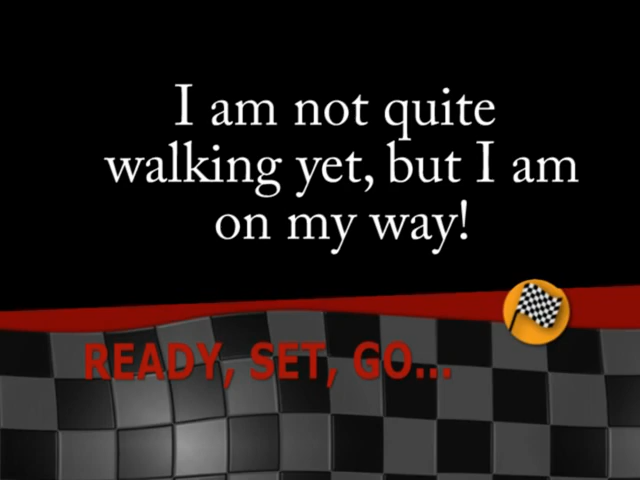 I am not quite
walking yet, but I am
on my way!
READY, SET, GO...